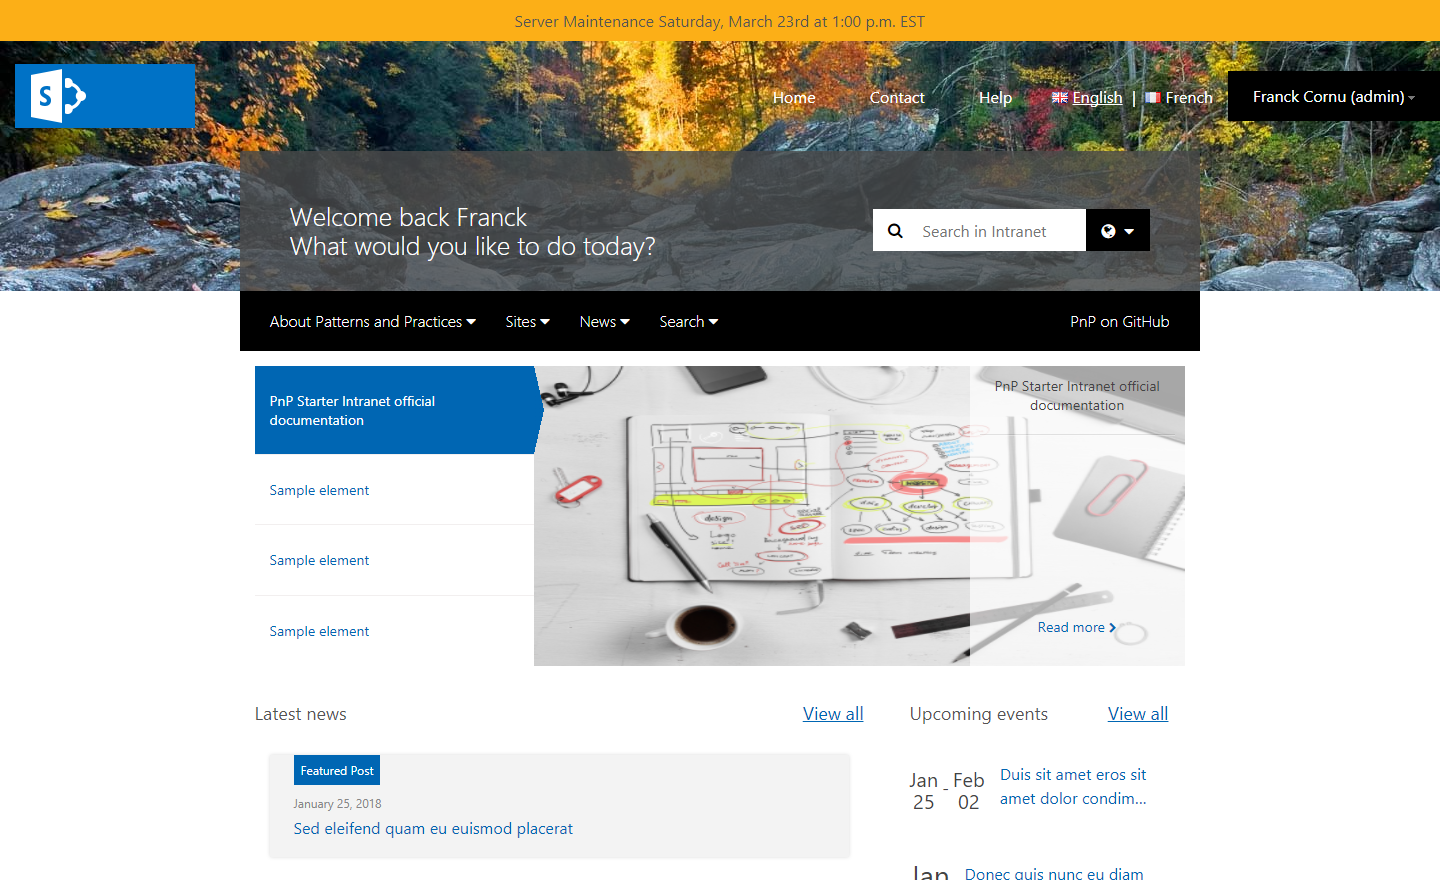 Server Maintenance Saturday, March 23rd at 1:00 p.m. EST
S
Home
Contact
Help
English | French
Franck Cornu (admin)
Welcome back Franck
What would you like to do today?
Search in Intranet
About Patterns and Practices
Sites
News
Search
PnP on GitHub
PnP Starter Intranet official
documentation
Sample element
Sample element
Sample element
PnP Starter Intranet official
documentation
design
Logo
Read more
Latest news
View all
Featured Post
January 25, 2018
Sed eleifend quam eu euismod placerat
Upcoming events
View all
Jan
25
-
Feb
02
Duis sit amet eros sit
amet dolor condim...
Jan
Donec quis nunc eu diam